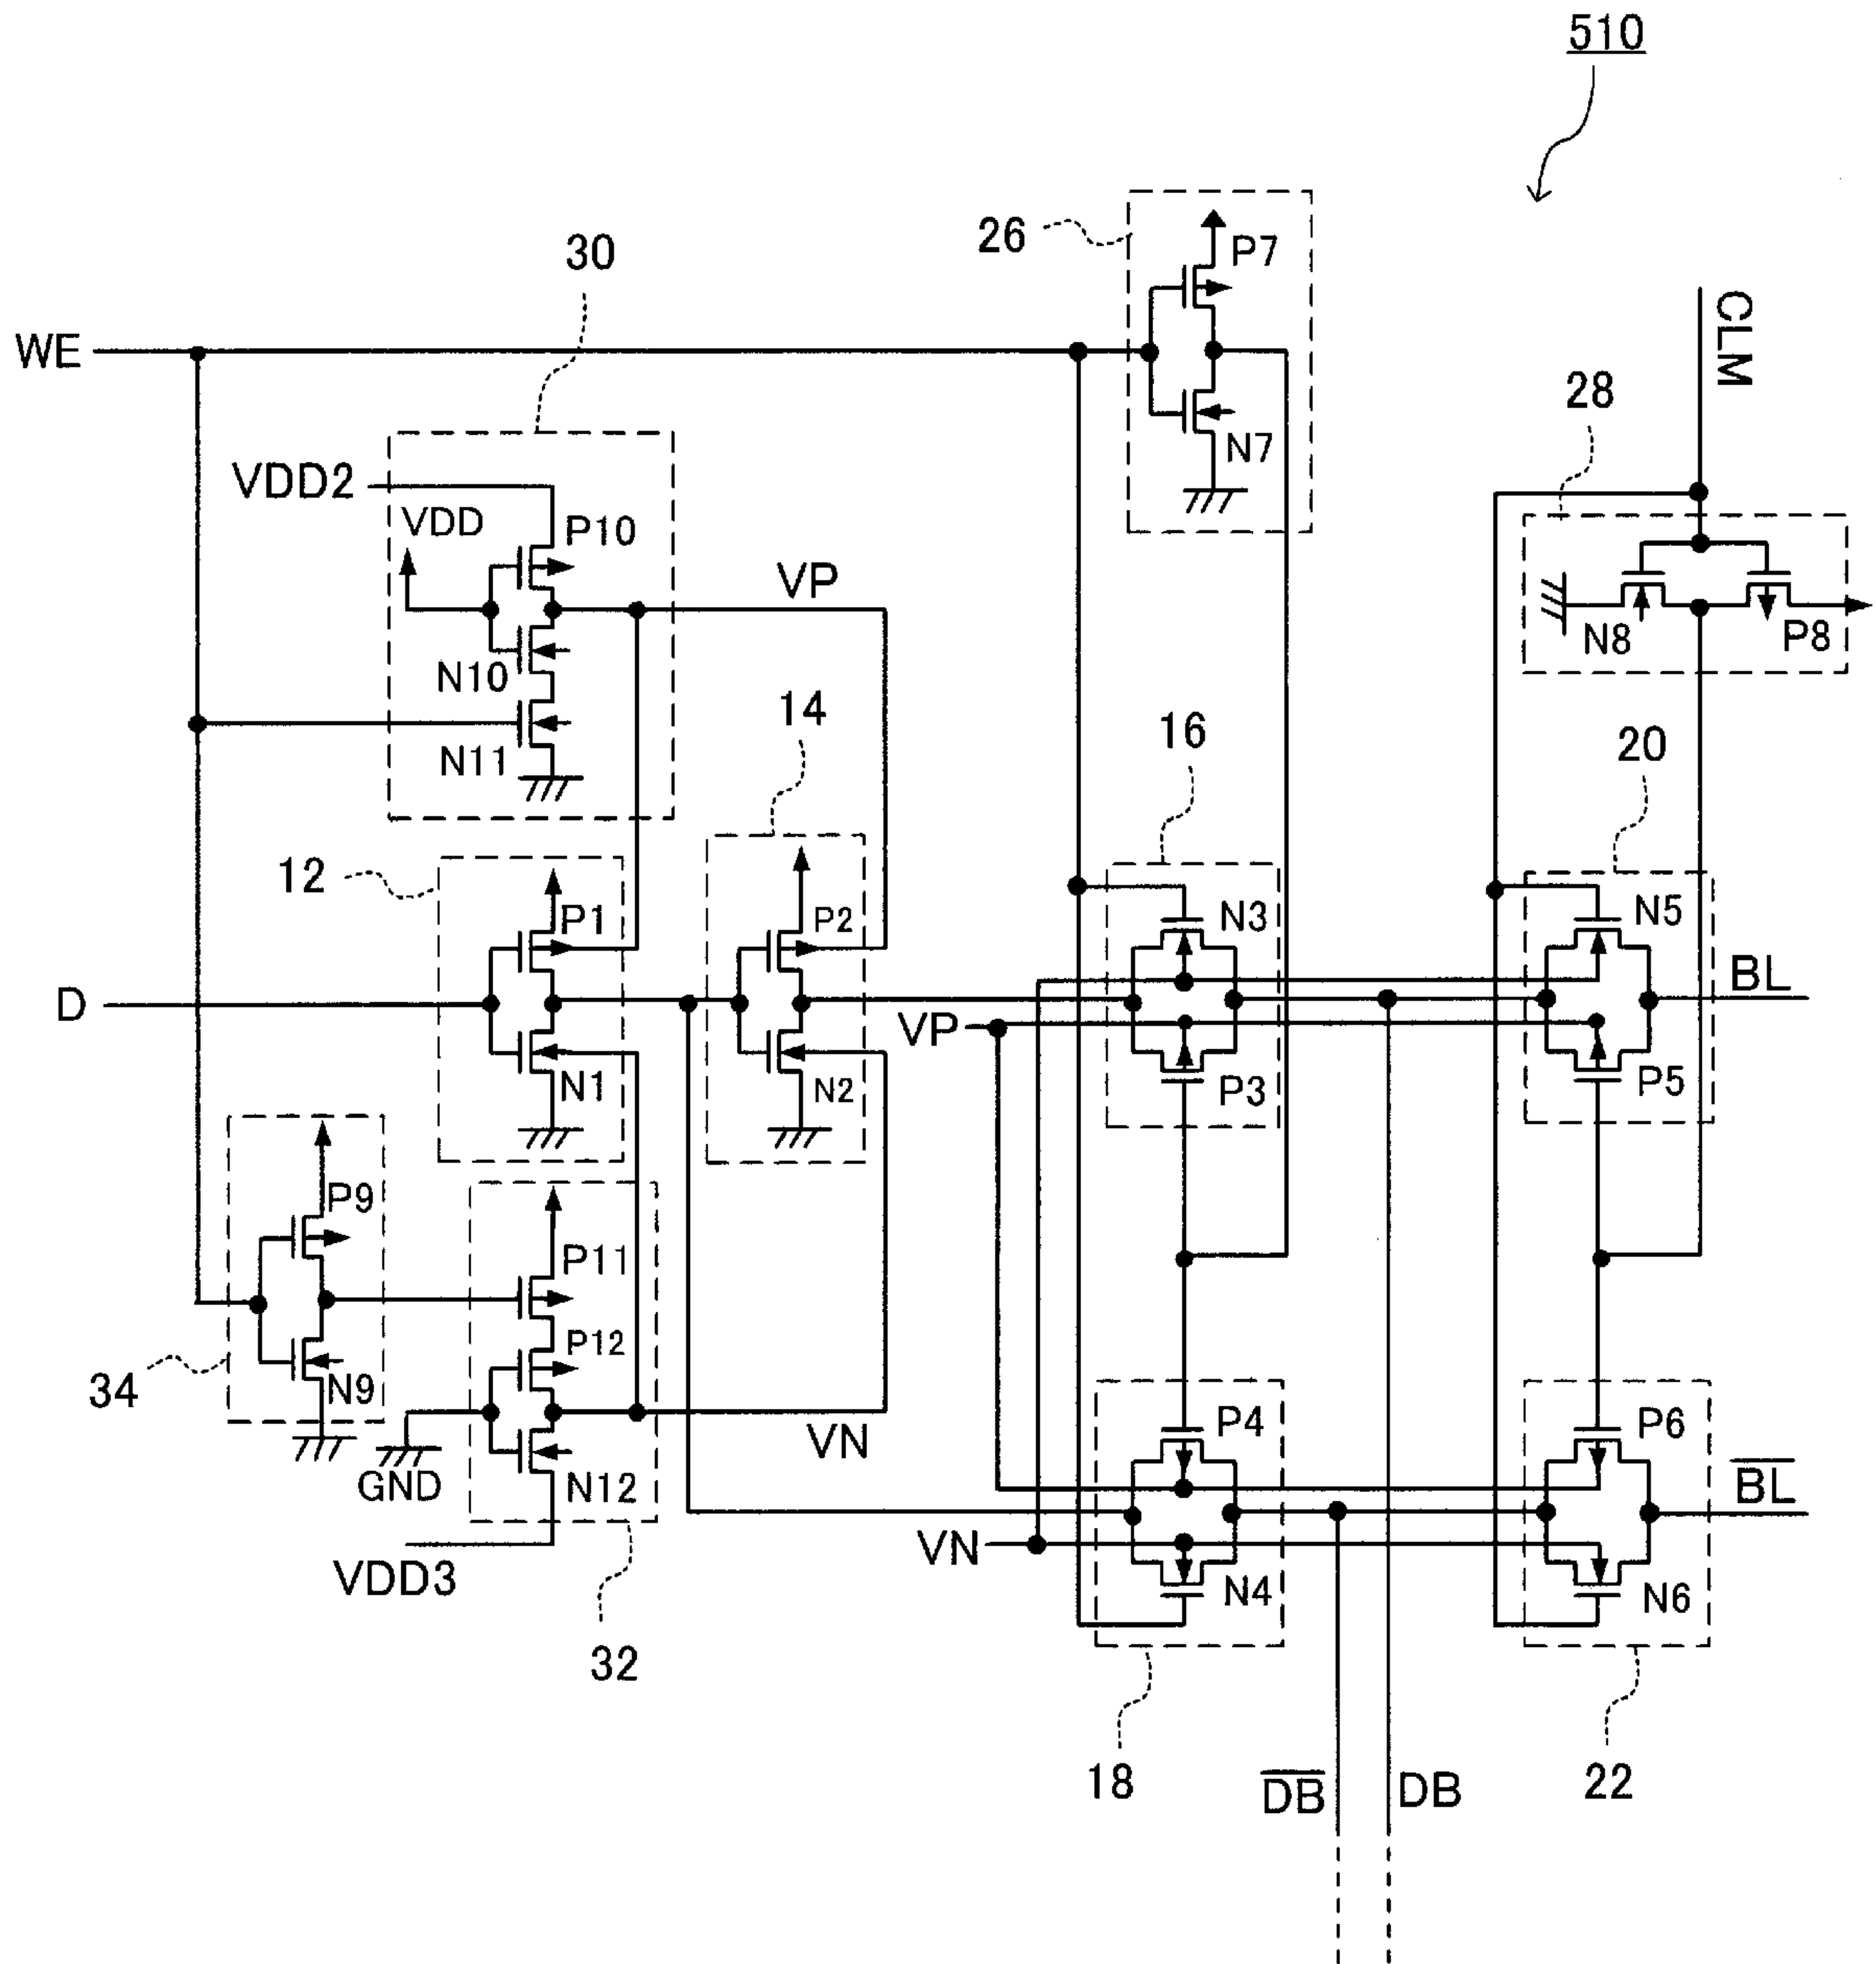 510
26
P7
30
WE
CLM
28
N7
VDD2
VDD
P10
VP
N8
P8
N10
14
16
20
N11
12
P1
P2
N3
N5
D
BL
VP
N1
N2
P3
P5
P9
P11
P12
34
N9
VN
P4
P6
GND
N12
B̅L̅
VN
VDD3
N4
N6
32
18
D̅B̅
DB
22